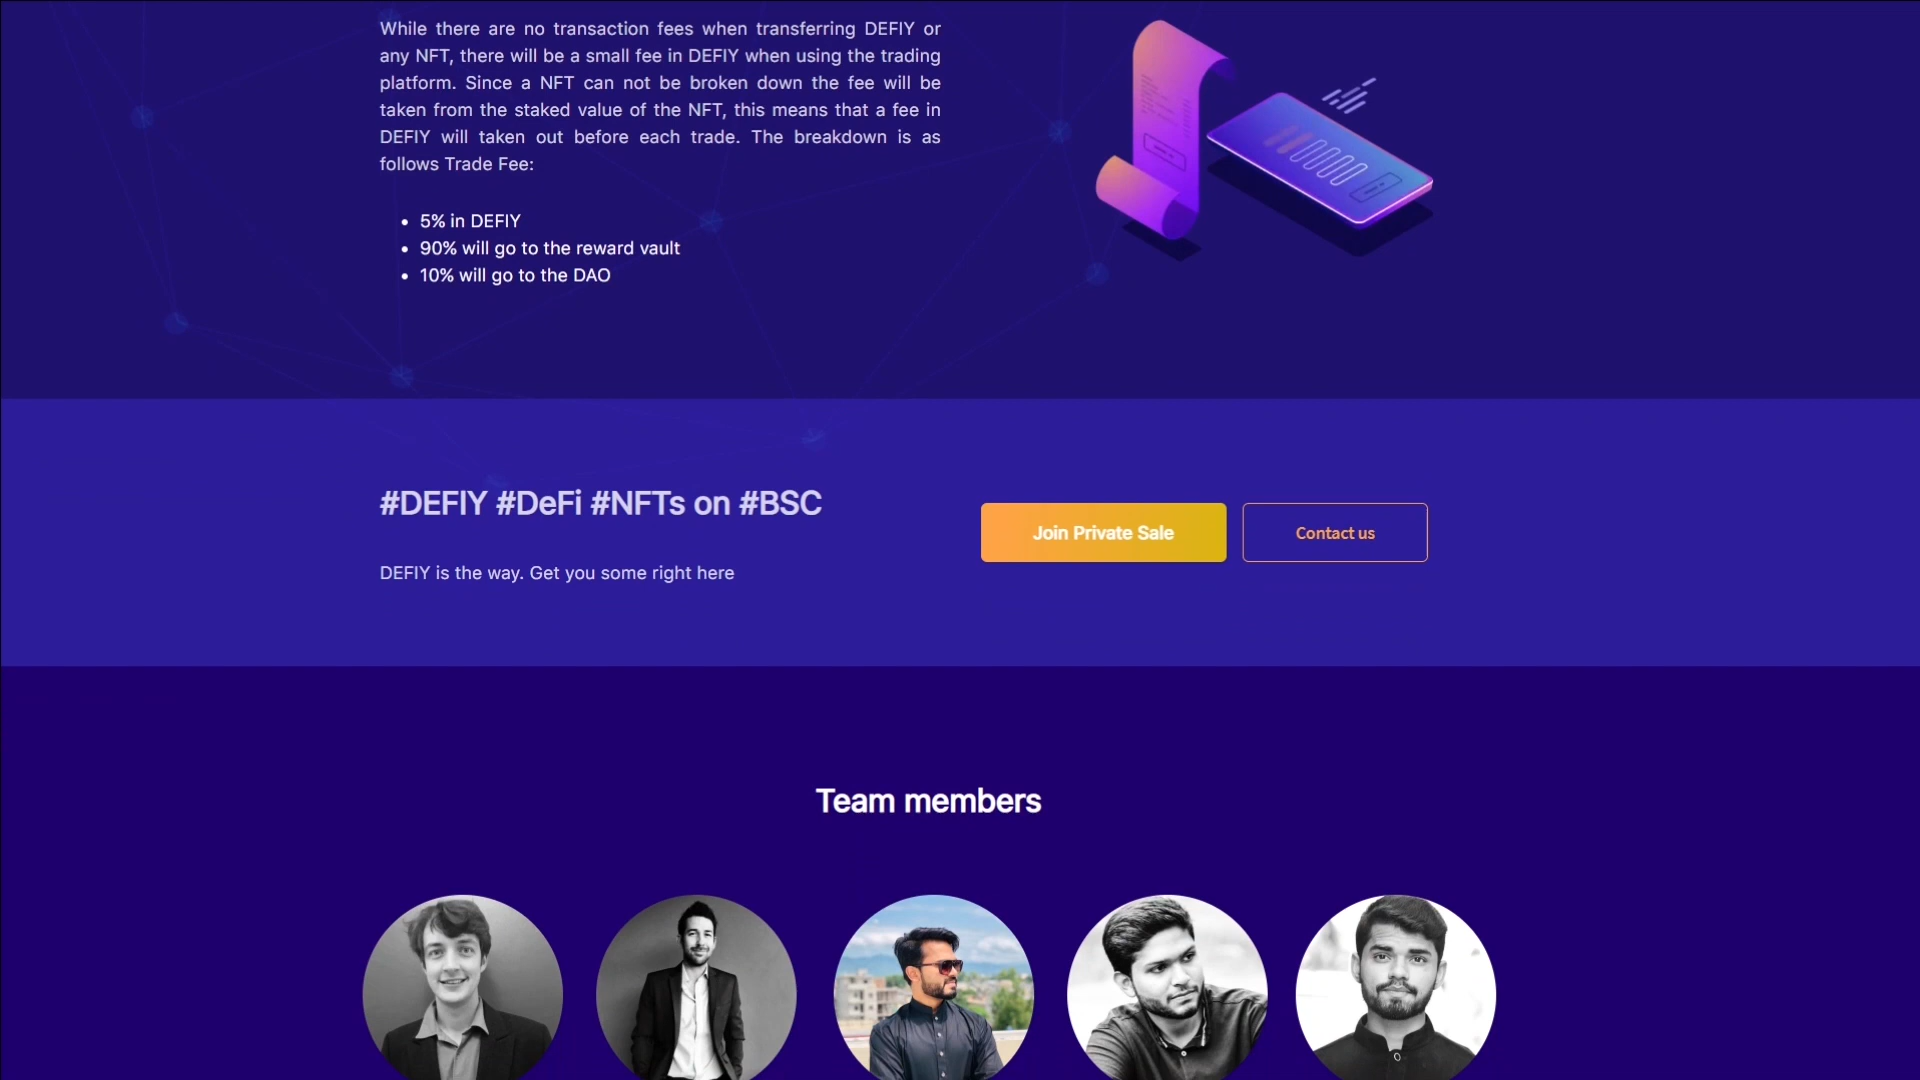 While there are no transaction fees when transferring DEFIY or
any NFT, there will be a small fee in DEFIY when using the trading
platform. Since a NFT can not be broken down the fee will be
taken from the staked value of the NFT, this means that a fee in
DEFIY will taken out before each trade. The breakdown is as
follows Trade Fee:
5% in DEFIY
90% will go to the reward vault
10% will go to the DAO
#DEFIY #DeFi #NFTs on #BSC
Join Private Sale
Contact us
DEFIY is the way. Get you some right here
Team members